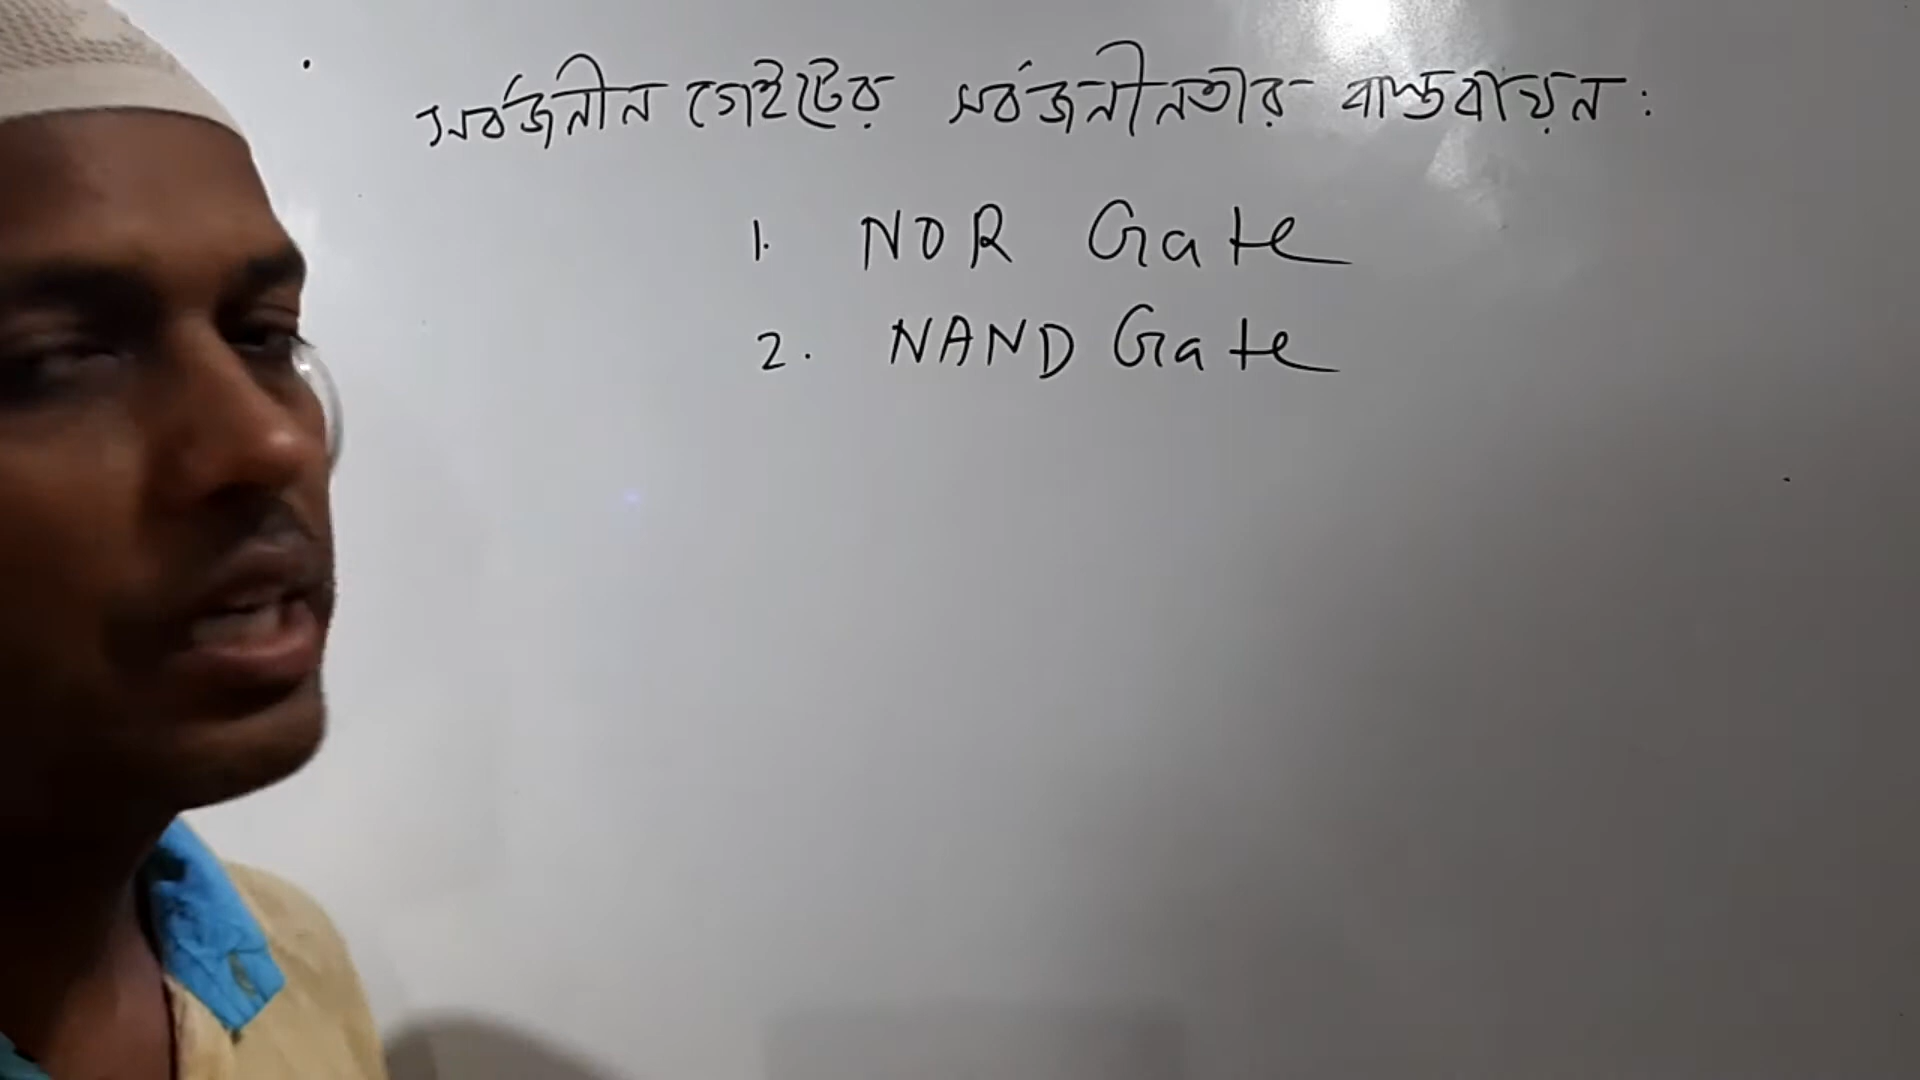 সর্বজনীন গেইটের সর্বজনীনতার বাস্তবায়ন :
1. NOR Gate
2. NAND Gate